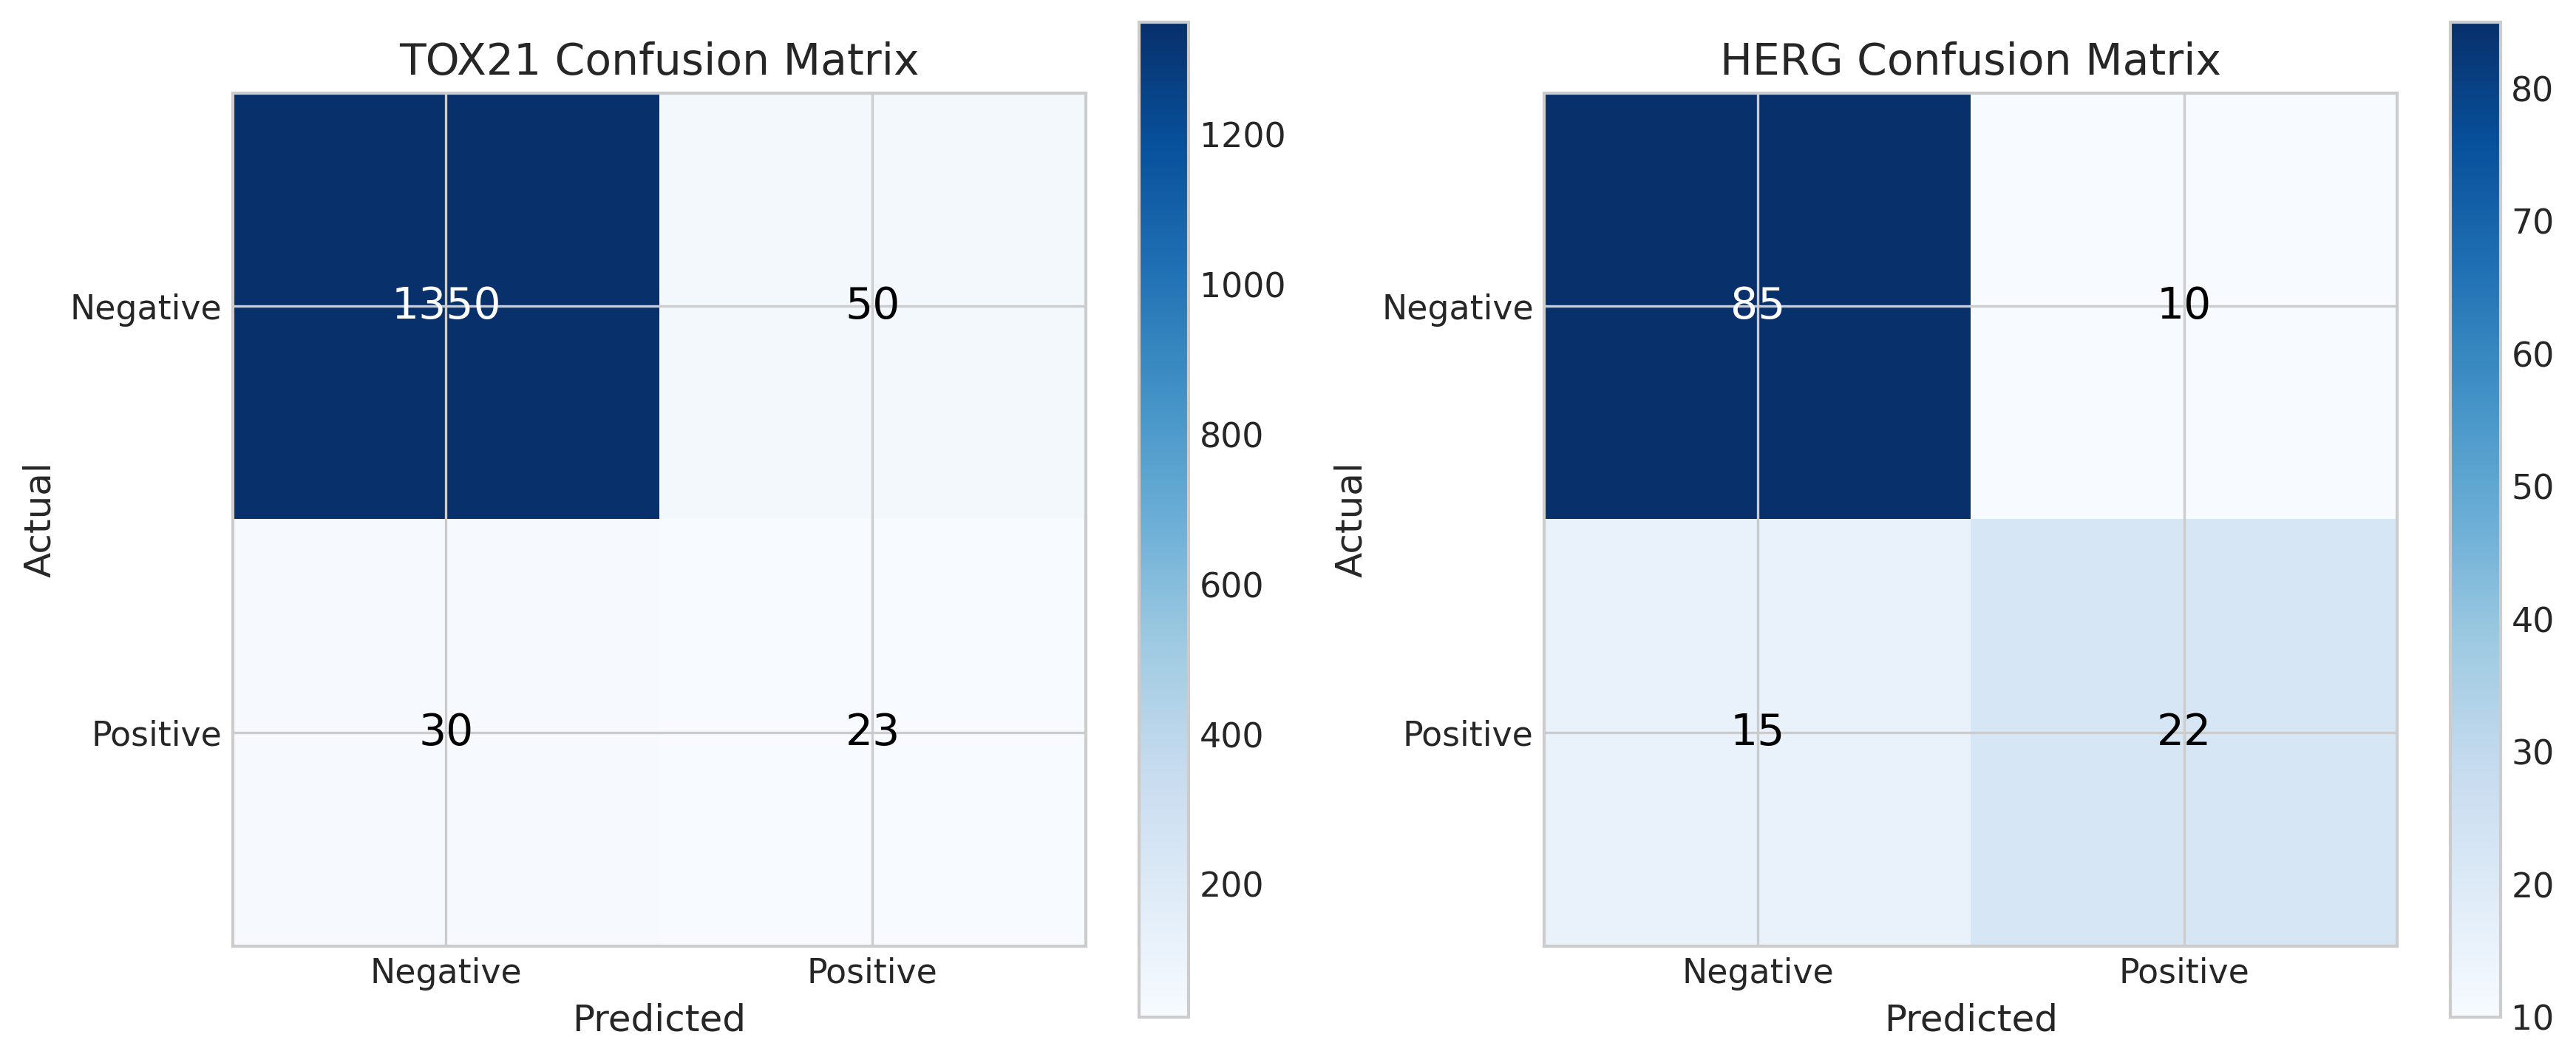 TOX21 Confusion Matrix
1350
50
30
23
Negative
Positive
Actual
Negative
Positive
Predicted
1200
1000
800
600
400
200
HERG Confusion Matrix
85
10
15
22
Negative
Positive
Actual
Negative
Positive
Predicted
80
70
60
50
40
30
20
10